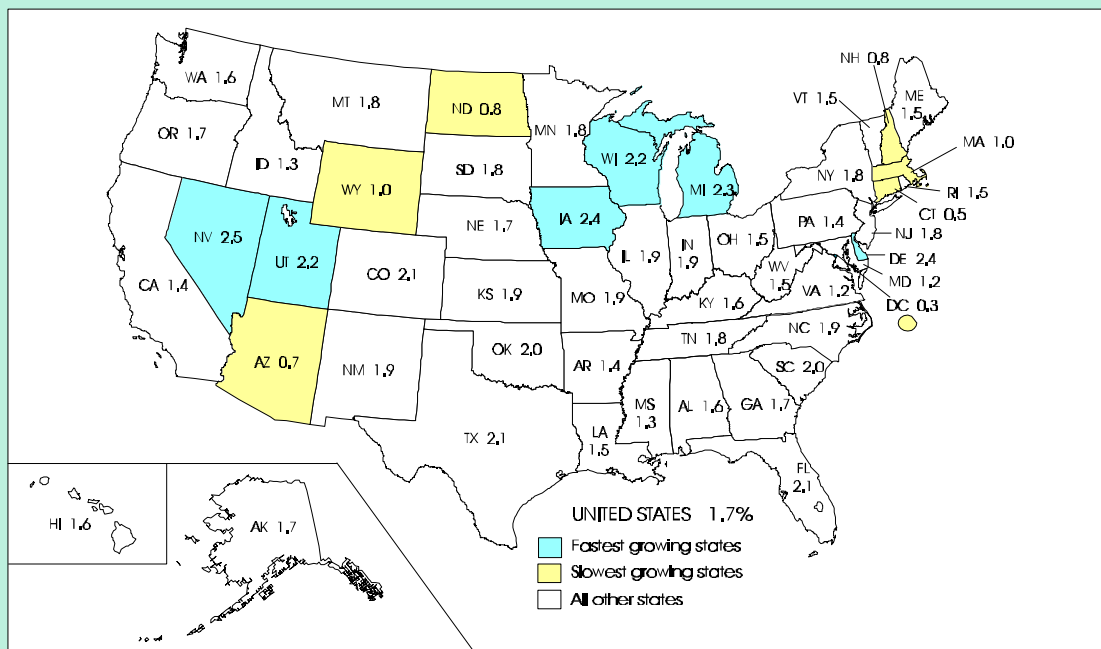 NH 0.8
WA 1.6
VT 1.5
ME
1.5
MT 1.8
ND 0.8
MN 1.8
OR 1.7
MA 1.0
ID 1.3
WI 2.2
SD 1.8
NY 1.8
MI 2.3
WY 1.0
RI 1.5
CT 0.5
IA 2.4
PA 1.4
NE 1.7
NJ 1.8
NV 2.5
OH 1.5
IN
1.9
IL 1.9
DE 2.4
UT 2.2
CO 2.1
WV
1.5
MD 1.2
CA 1.4
KS 1.9
MO 1.9
VA 1.2
KY 1.6
DC 0.3
NC 1.9
TN 1.8
OK 2.0
AZ 0.7
NM 1.9
AR 1.4
SC 2.0
MS
1.3
AL 1.6
GA 1.7
LA
1.5
TX 2.1
FL
2.1
HI 1.6
AK 1.7
UNITED STATES 1.7%
Fastest growing states
Slowest growing states
All other states